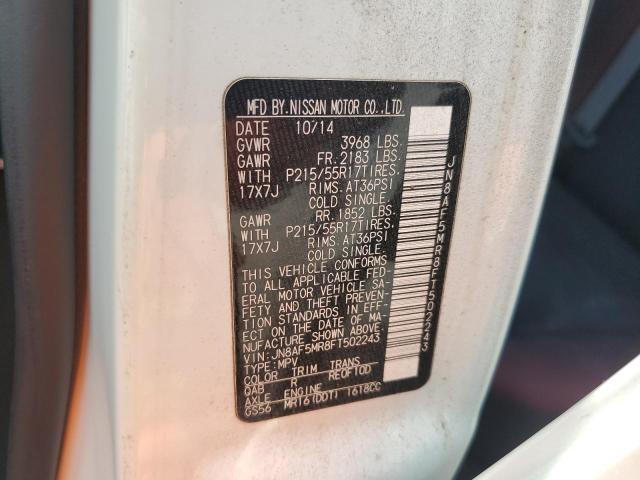 MFD BY.NISSAN MOTOR CO.,LTD.
DATE 10/14
GVWR 3968 LBS.
GAWR FR.2183 LBS.
WITH P215/55R17TIRES.
17X7J RIMS.AT36PSI
COLD SINGLE.
GAWR RR.1852 LBS.
WITH P215/55R17TIRES.
17X7J RIMS.AT36PSI
COLD SINGLE.
THIS VEHICLE CONFORMS
TO ALL APPLICABLE FED-
ERAL MOTOR VEHICLE SA-
FETY AND THEFT PREVEN-
TION STANDARDS IN EFF-
ECT ON THE DATE OF MA-
NUFACTURE SHOWN ABOVE.
VIN:JN8AF5MR8FT502243
TYPE:MPV
COLOR TRIM TRANS
QAB R RE0F10D
AXLE ENGINE
GS56 MR16(DDT) 1618CC
JN8AF5MR8FT502243